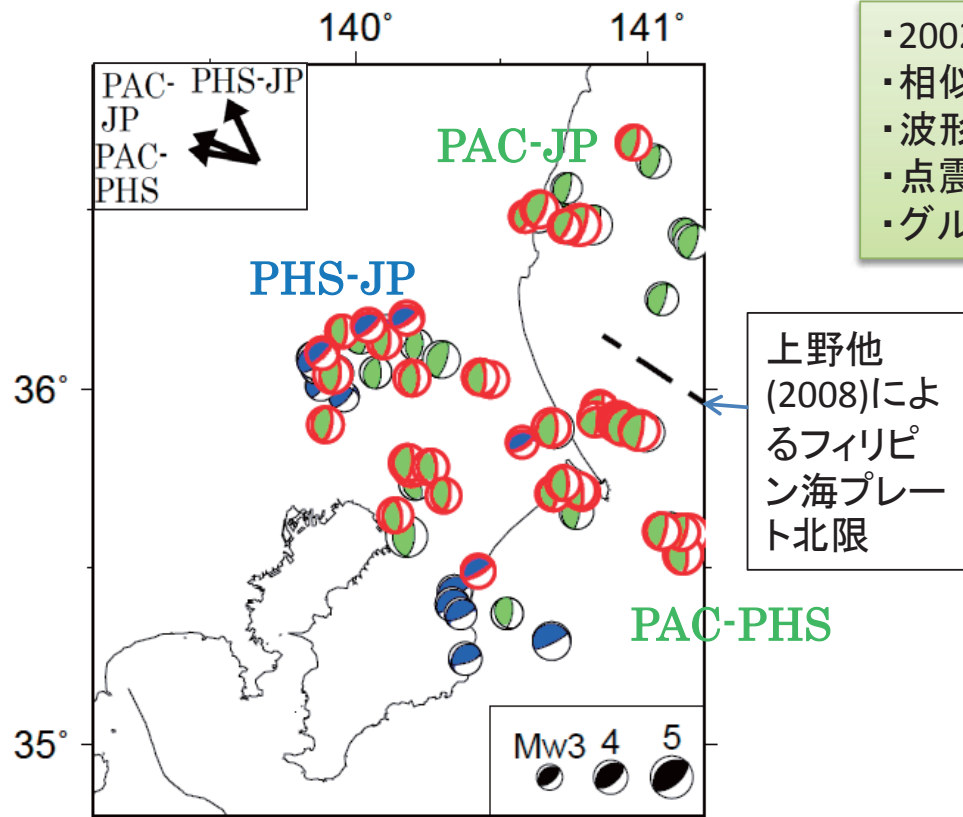 140°
141°
PAC-
JP
PHS-JP
PAC-
PHS
PAC-JP
PHS-JP
36°
35°
PAC-PHS
Mw3 4 5
・200
・相似
・波形
・点震
・グル
上野他
(2008)によ
るフィリピ
ン海プレー
ト北限